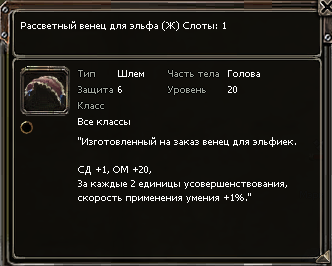 Рассветный венец для эльфа (Ж) Слоты: 1
Тип Шлем Часть тела Голова
Защита 6 Уровень 20
Класс
Все классы
"Изготовленный на заказ венец для эльфиек.
СД +1, ОМ +20,
За каждые 2 единицы усовершенствования,
скорость применения умения +1%."